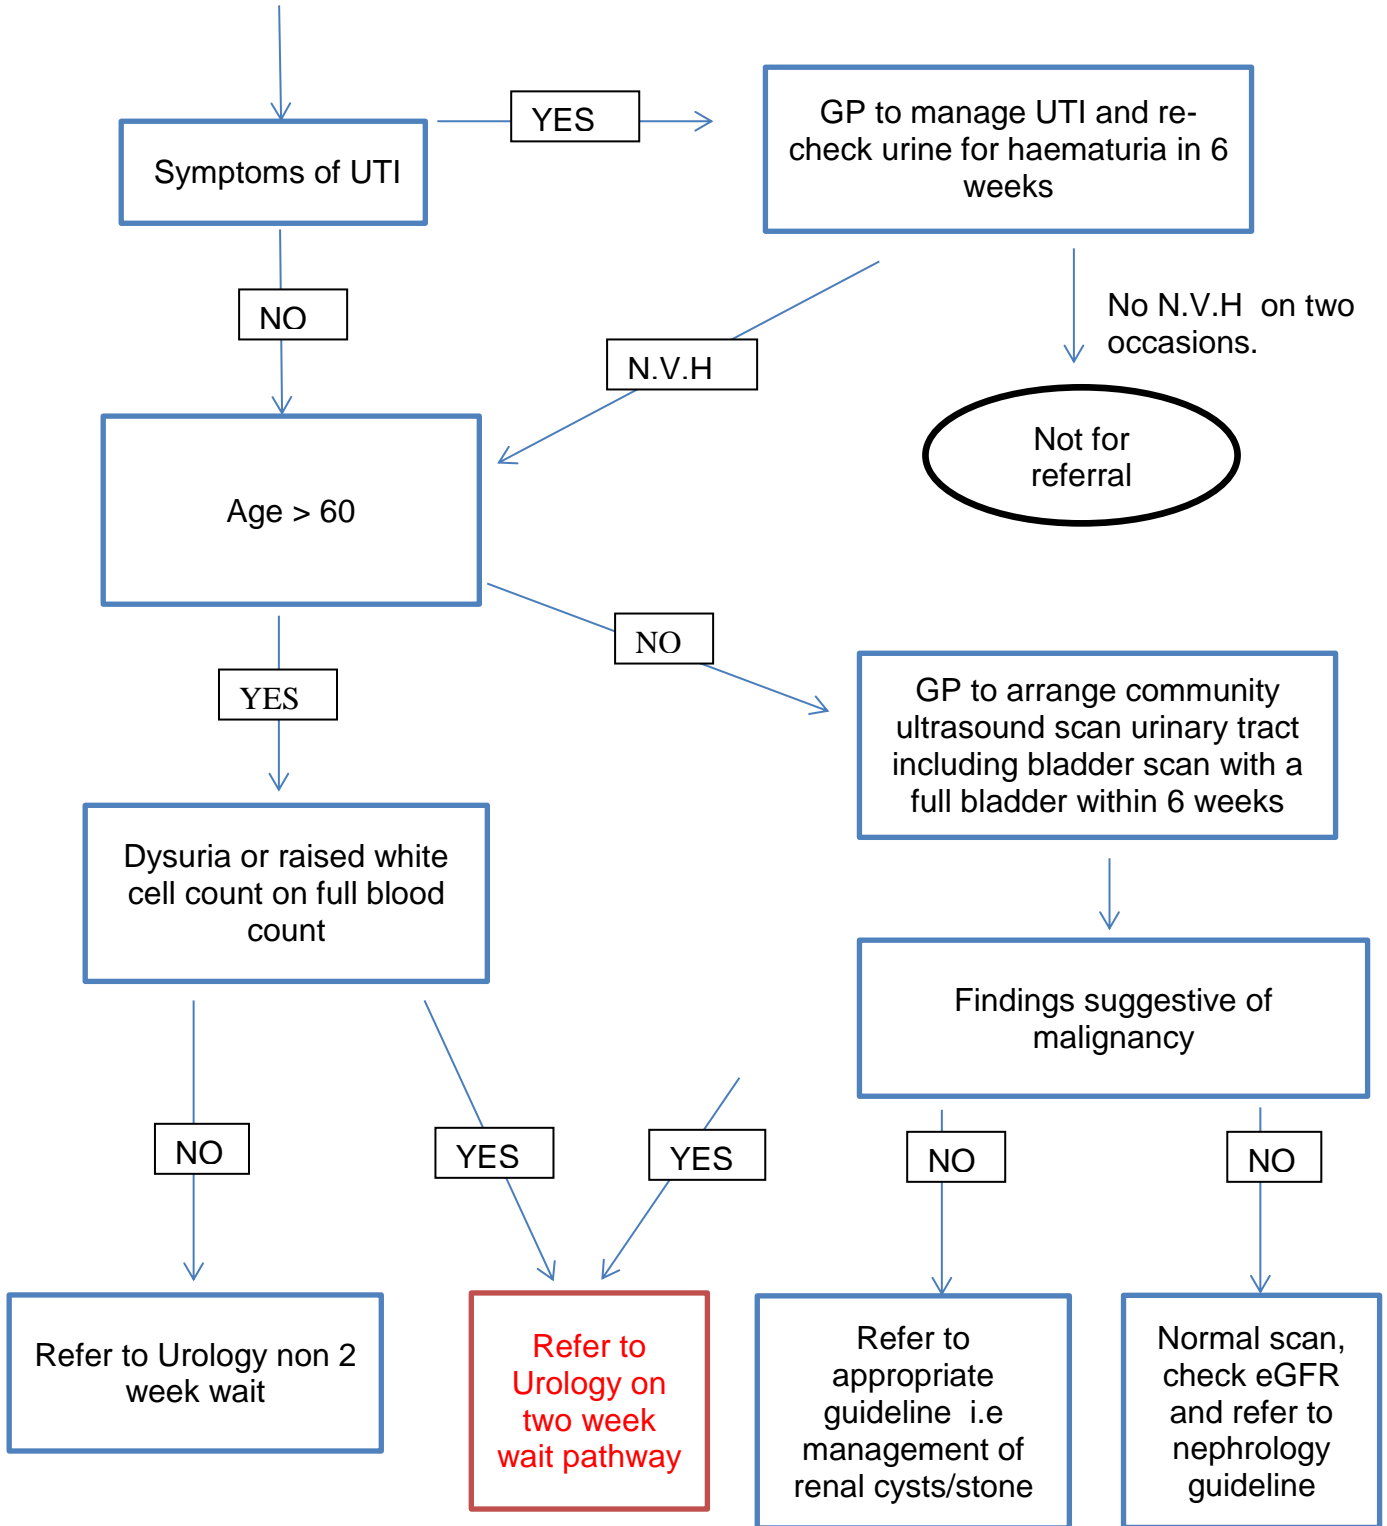 YES
GP to manage UTI and re-
check urine for haematuria in 6
weeks
Symptoms of UTI
NO
No N.V.H on two
occasions.
N.V.H
Not for
referral
Age > 60
NO
YES
GP to arrange community
ultrasound scan urinary tract
including bladder scan with a
full bladder within 6 weeks
Dysuria or raised white
cell count on full blood
count
Findings suggestive of
malignancy
NO
YES
YES
NO
NO
Refer to Urology non 2
week wait
Refer to
Urology on
two week
wait pathway
Refer to
appropriate
guideline i.e
management of
renal cysts/stone
Normal scan,
check eGFR
and refer to
nephrology
guideline